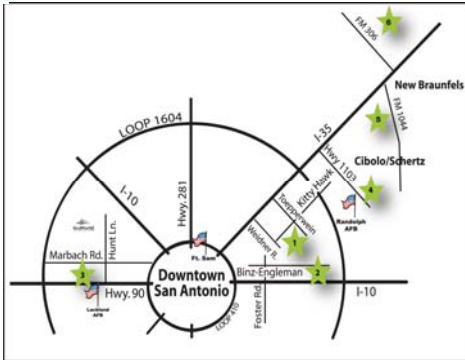 6
FM 306
New Braunfels
FM 1044
5
LOOP 1604
I-35
Cibolo/Schertz
Hwy 1103
I-10
Hwy. 281
Kitty Hawk
4
Toepperwein
Randolph
AFB
Hunt Ln.
Weidner R.
1
Ft. Sam
Marbach Rd.
Binz-Engleman
2
3
Downtown
San Antonio
Hwy. 90
Lackland
AFB
Foster Rd.
I-10
LOOP 410